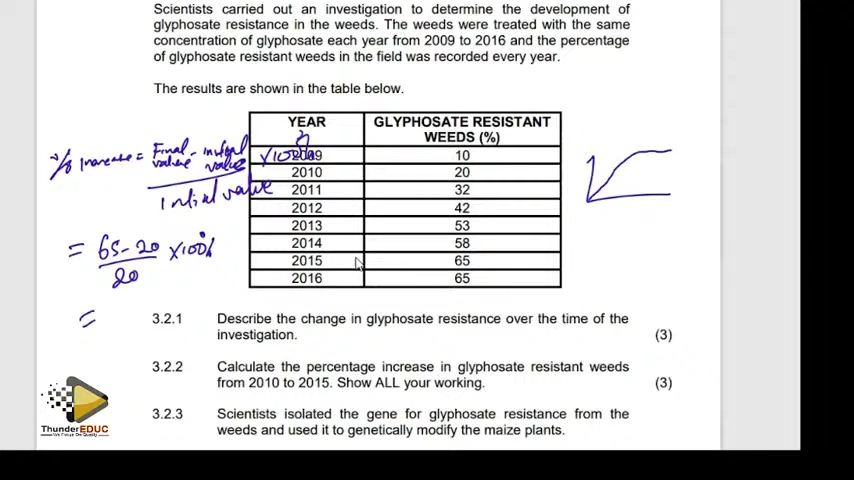 Scientists carried out an investigation to determine the development of
glyphosate resistance in the weeds. The weeds were treated with the same
concentration of glyphosate each year from 2009 to 2016 and the percentage
of glyphosate resistant weeds in the field was recorded every year.
The results are shown in the table below.
YEAR GLYPHOSATE RESISTANT
WEEDS (%)
% Increase = Final value - initial value × 100%
Initial value
2009 10
2010 20
2011 32
2012 42
2013 53
2014 58
2015 65
2016 65
= 65-20 × 100%
20
=
3.2.1 Describe the change in glyphosate resistance over the time of the
investigation. (3)
3.2.2 Calculate the percentage increase in glyphosate resistant weeds
from 2010 to 2015. Show ALL your working. (3)
3.2.3 Scientists isolated the gene for glyphosate resistance from the
weeds and used it to genetically modify the maize plants.
ThunderEDUC